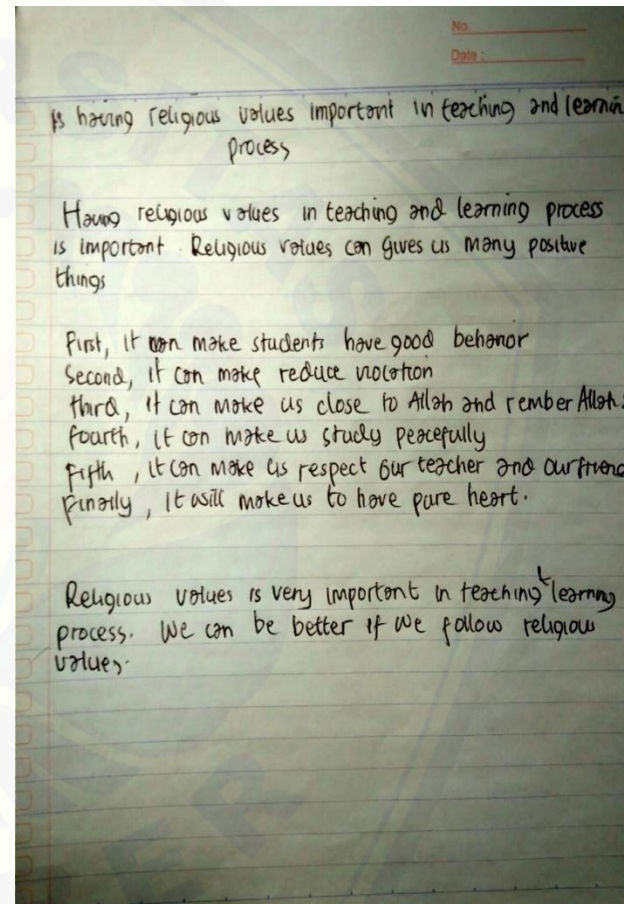 No.
Date :
is having religious values important in teaching and learnin
process
Having religious values in teaching and learning process
is important. Religious values can gives us many positive
things
First, it can make students have good behavior
Second, it can make reduce violation
third, it can make us close to Allah and rember Allah.
fourth, it can make us study peacefully
fifth, it can make us respect our teacher and our friend
Finally, it will make us to have pure heart.
Religious values is very important in teaching & learning
process. We can be better if we follow religious
values.